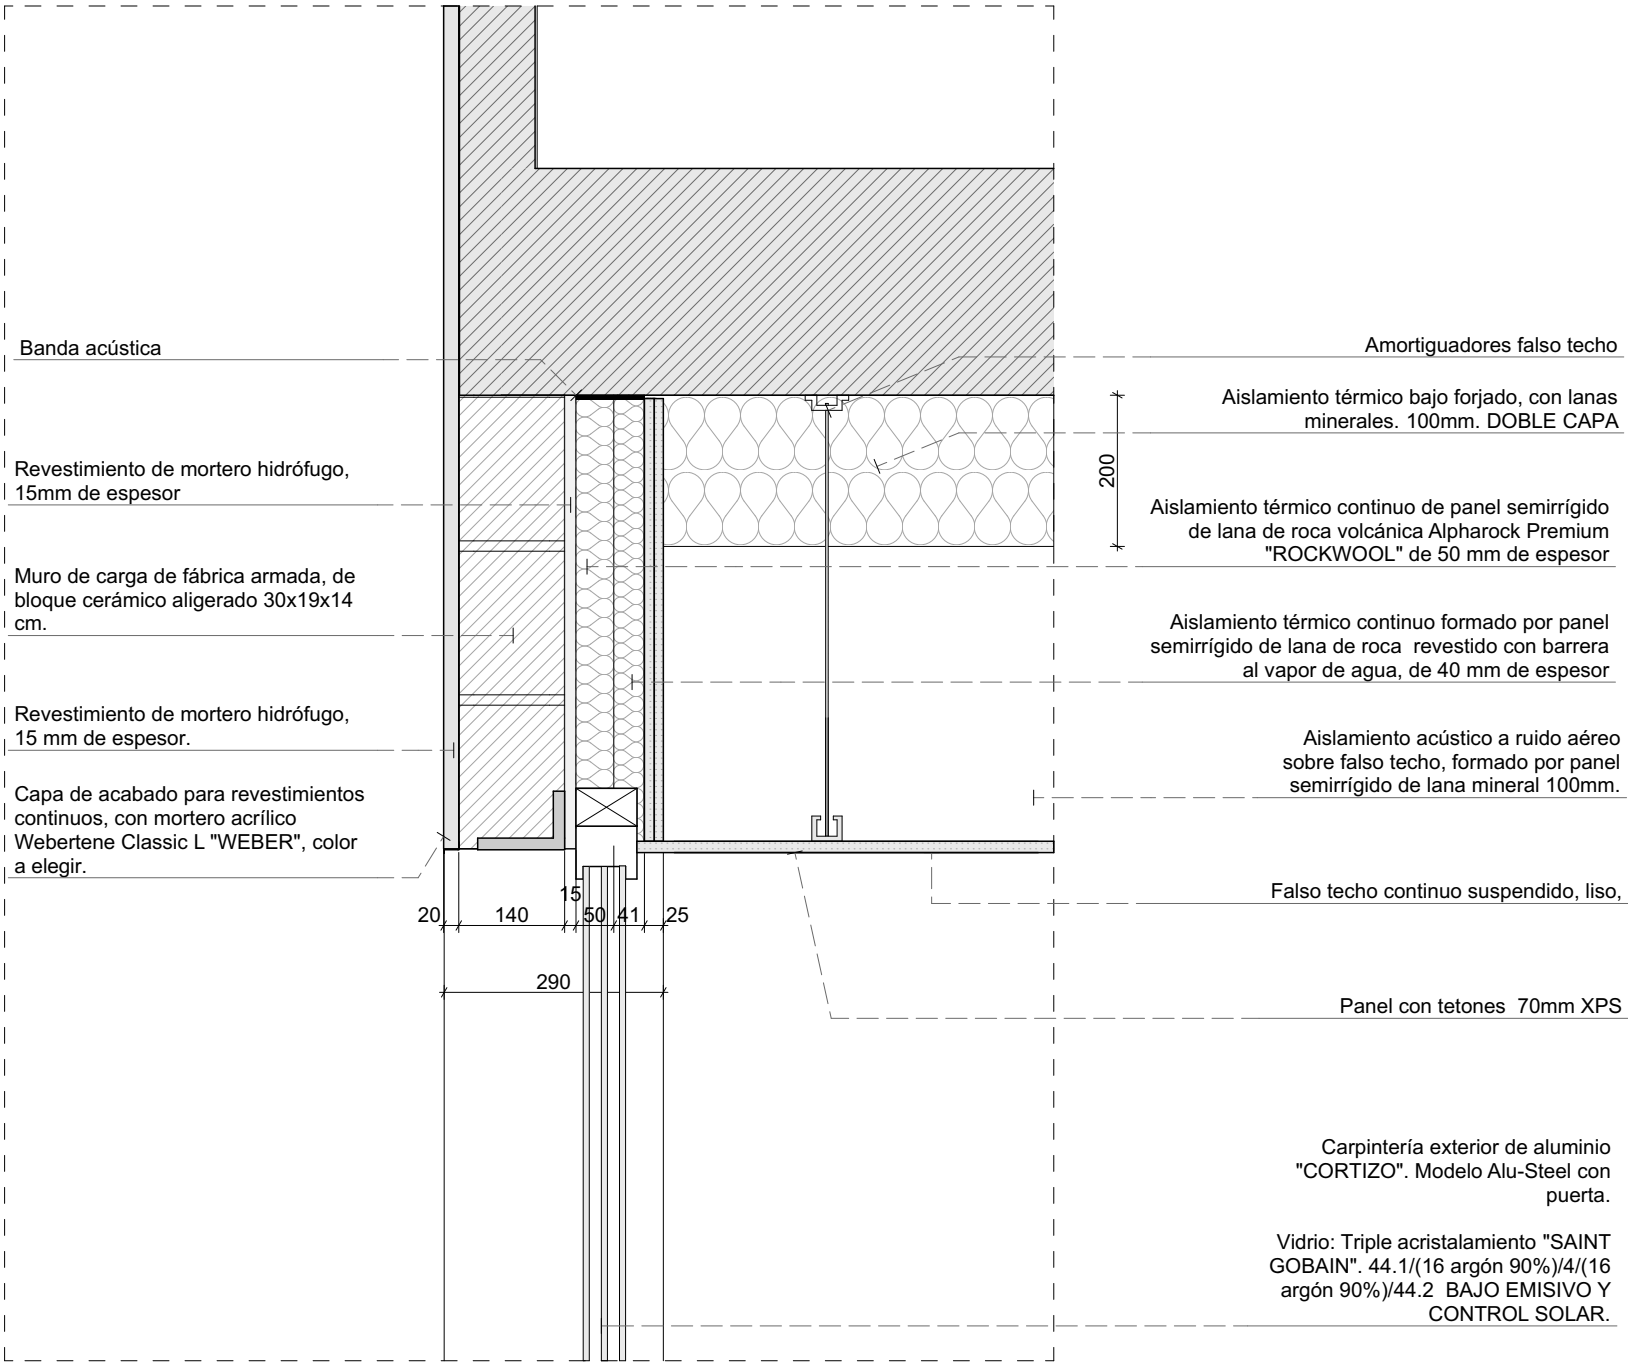 Banda acústica
Revestimiento de mortero hidrófugo,
15mm de espesor
Muro de carga de fábrica armada, de
bloque cerámico aligerado 30x19x14
cm.
Revestimiento de mortero hidrófugo,
15 mm de espesor.
Capa de acabado para revestimientos
continuos, con mortero acrílico
Webertene Classic L "WEBER", color
a elegir.
15
20 140 50 41 25
290
200
Amortiguadores falso techo
Aislamiento térmico bajo forjado, con lanas
minerales. 100mm. DOBLE CAPA
Aislamiento térmico continuo de panel semirrígido
de lana de roca volcánica Alpharock Premium
"ROCKWOOL" de 50 mm de espesor
Aislamiento térmico continuo formado por panel
semirrígido de lana de roca revestido con barrera
al vapor de agua, de 40 mm de espesor
Aislamiento acústico a ruido aéreo
sobre falso techo, formado por panel
semirrígido de lana mineral 100mm.
Falso techo continuo suspendido, liso,
Panel con tetones 70mm XPS
Carpintería exterior de aluminio
"CORTIZO". Modelo Alu-Steel con
puerta.
Vidrio: Triple acristalamiento "SAINT
GOBAIN". 44.1/(16 argón 90%)/4/(16
argón 90%)/44.2 BAJO EMISIVO Y
CONTROL SOLAR.